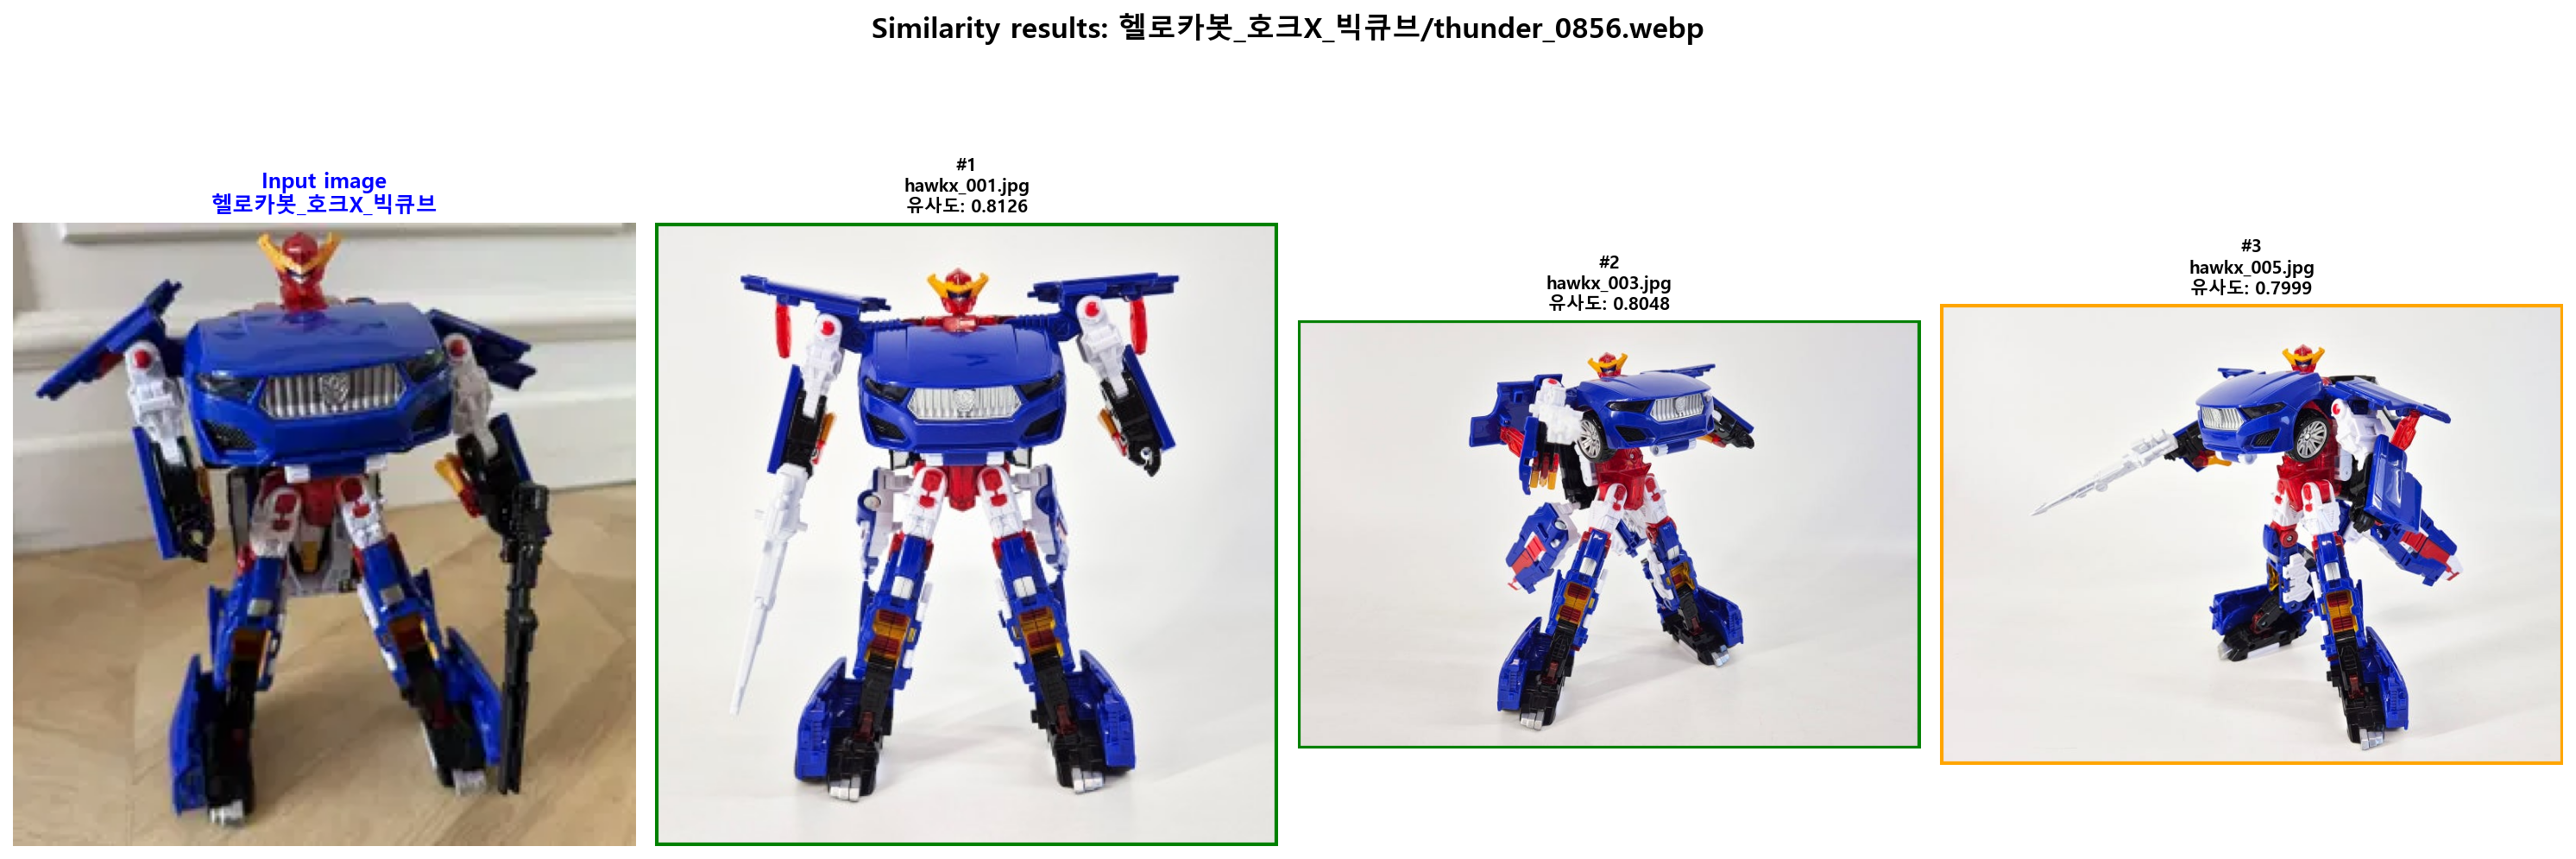 Similarity results: 헬로카봇_호크X_빅큐브/thunder_0856.webp
Input image
헬로카봇_호크X_빅큐브
#1
hawkx_001.jpg
유사도: 0.8126
#2
hawkx_003.jpg
유사도: 0.8048
#3
hawkx_005.jpg
유사도: 0.7999